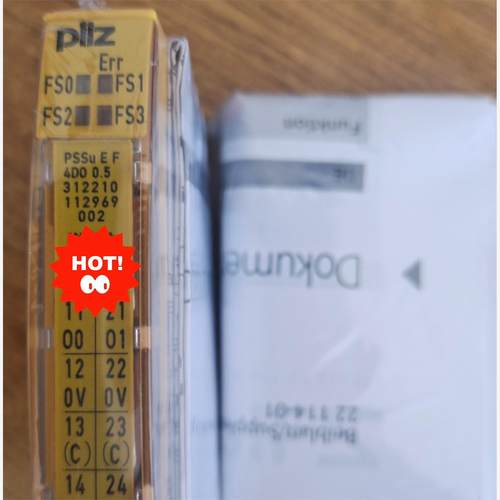 pilz
Err
FS0 FS1
FS2 FS3
PSSu E F
4DO 0.5
312210
112969
002
HOT!
11 21
00 01
12 22
0V 0V
13 23
(C) (C)
14 24
Funktion
Dokume
22 114-01